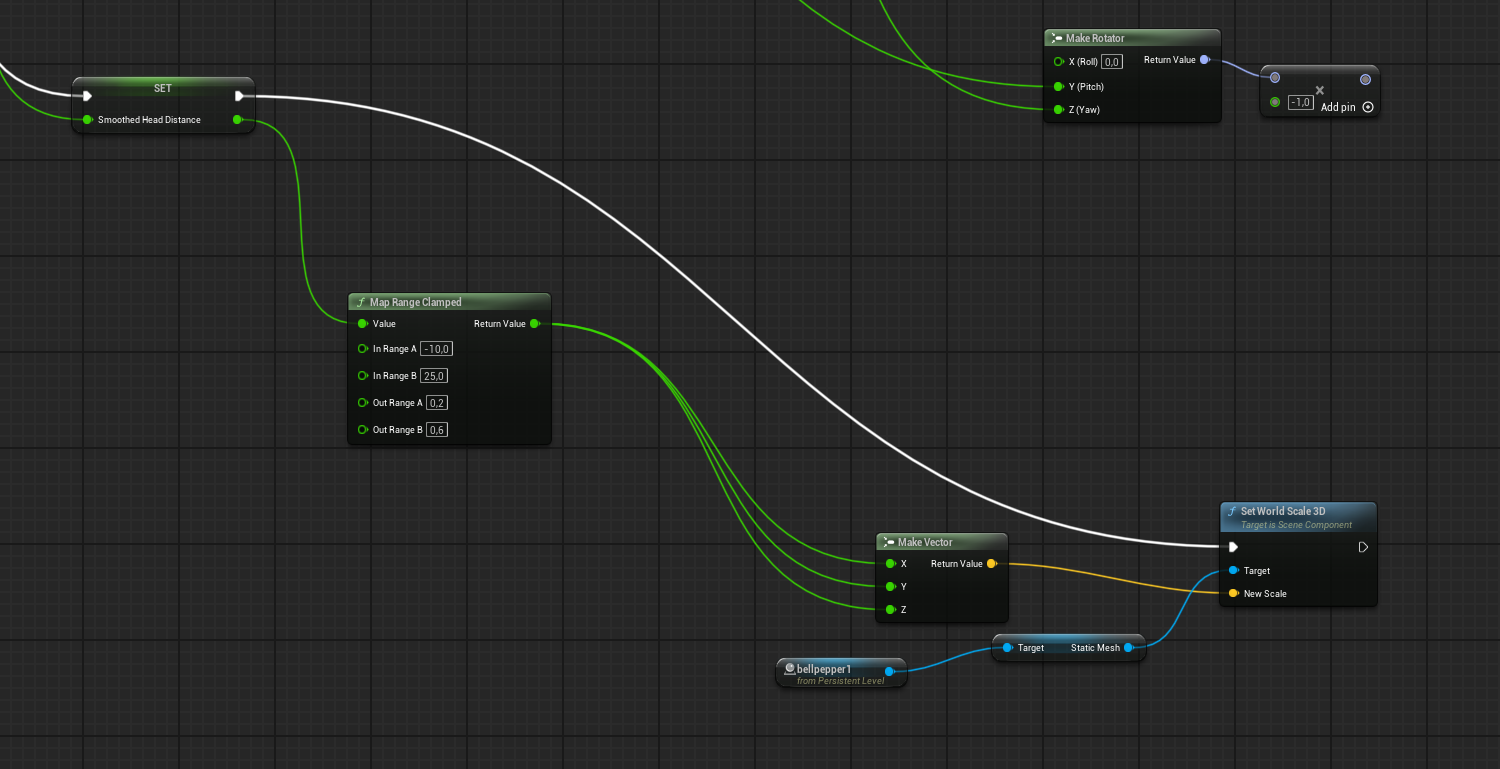 SET
Smoothed Head Distance
Make Rotator
X (Roll) 0,0 Return Value
Y (Pitch)
Z (Yaw)
-1,0 Add pin
Map Range Clamped
Value Return Value
In Range A -10,0
In Range B 25,0
Out Range A 0,2
Out Range B 0,6
Make Vector
X Return Value
Y
Z
Set World Scale 3D
Target is Scene Component
Target
New Scale
Target Static Mesh
bellpepper1
from Persistent Level